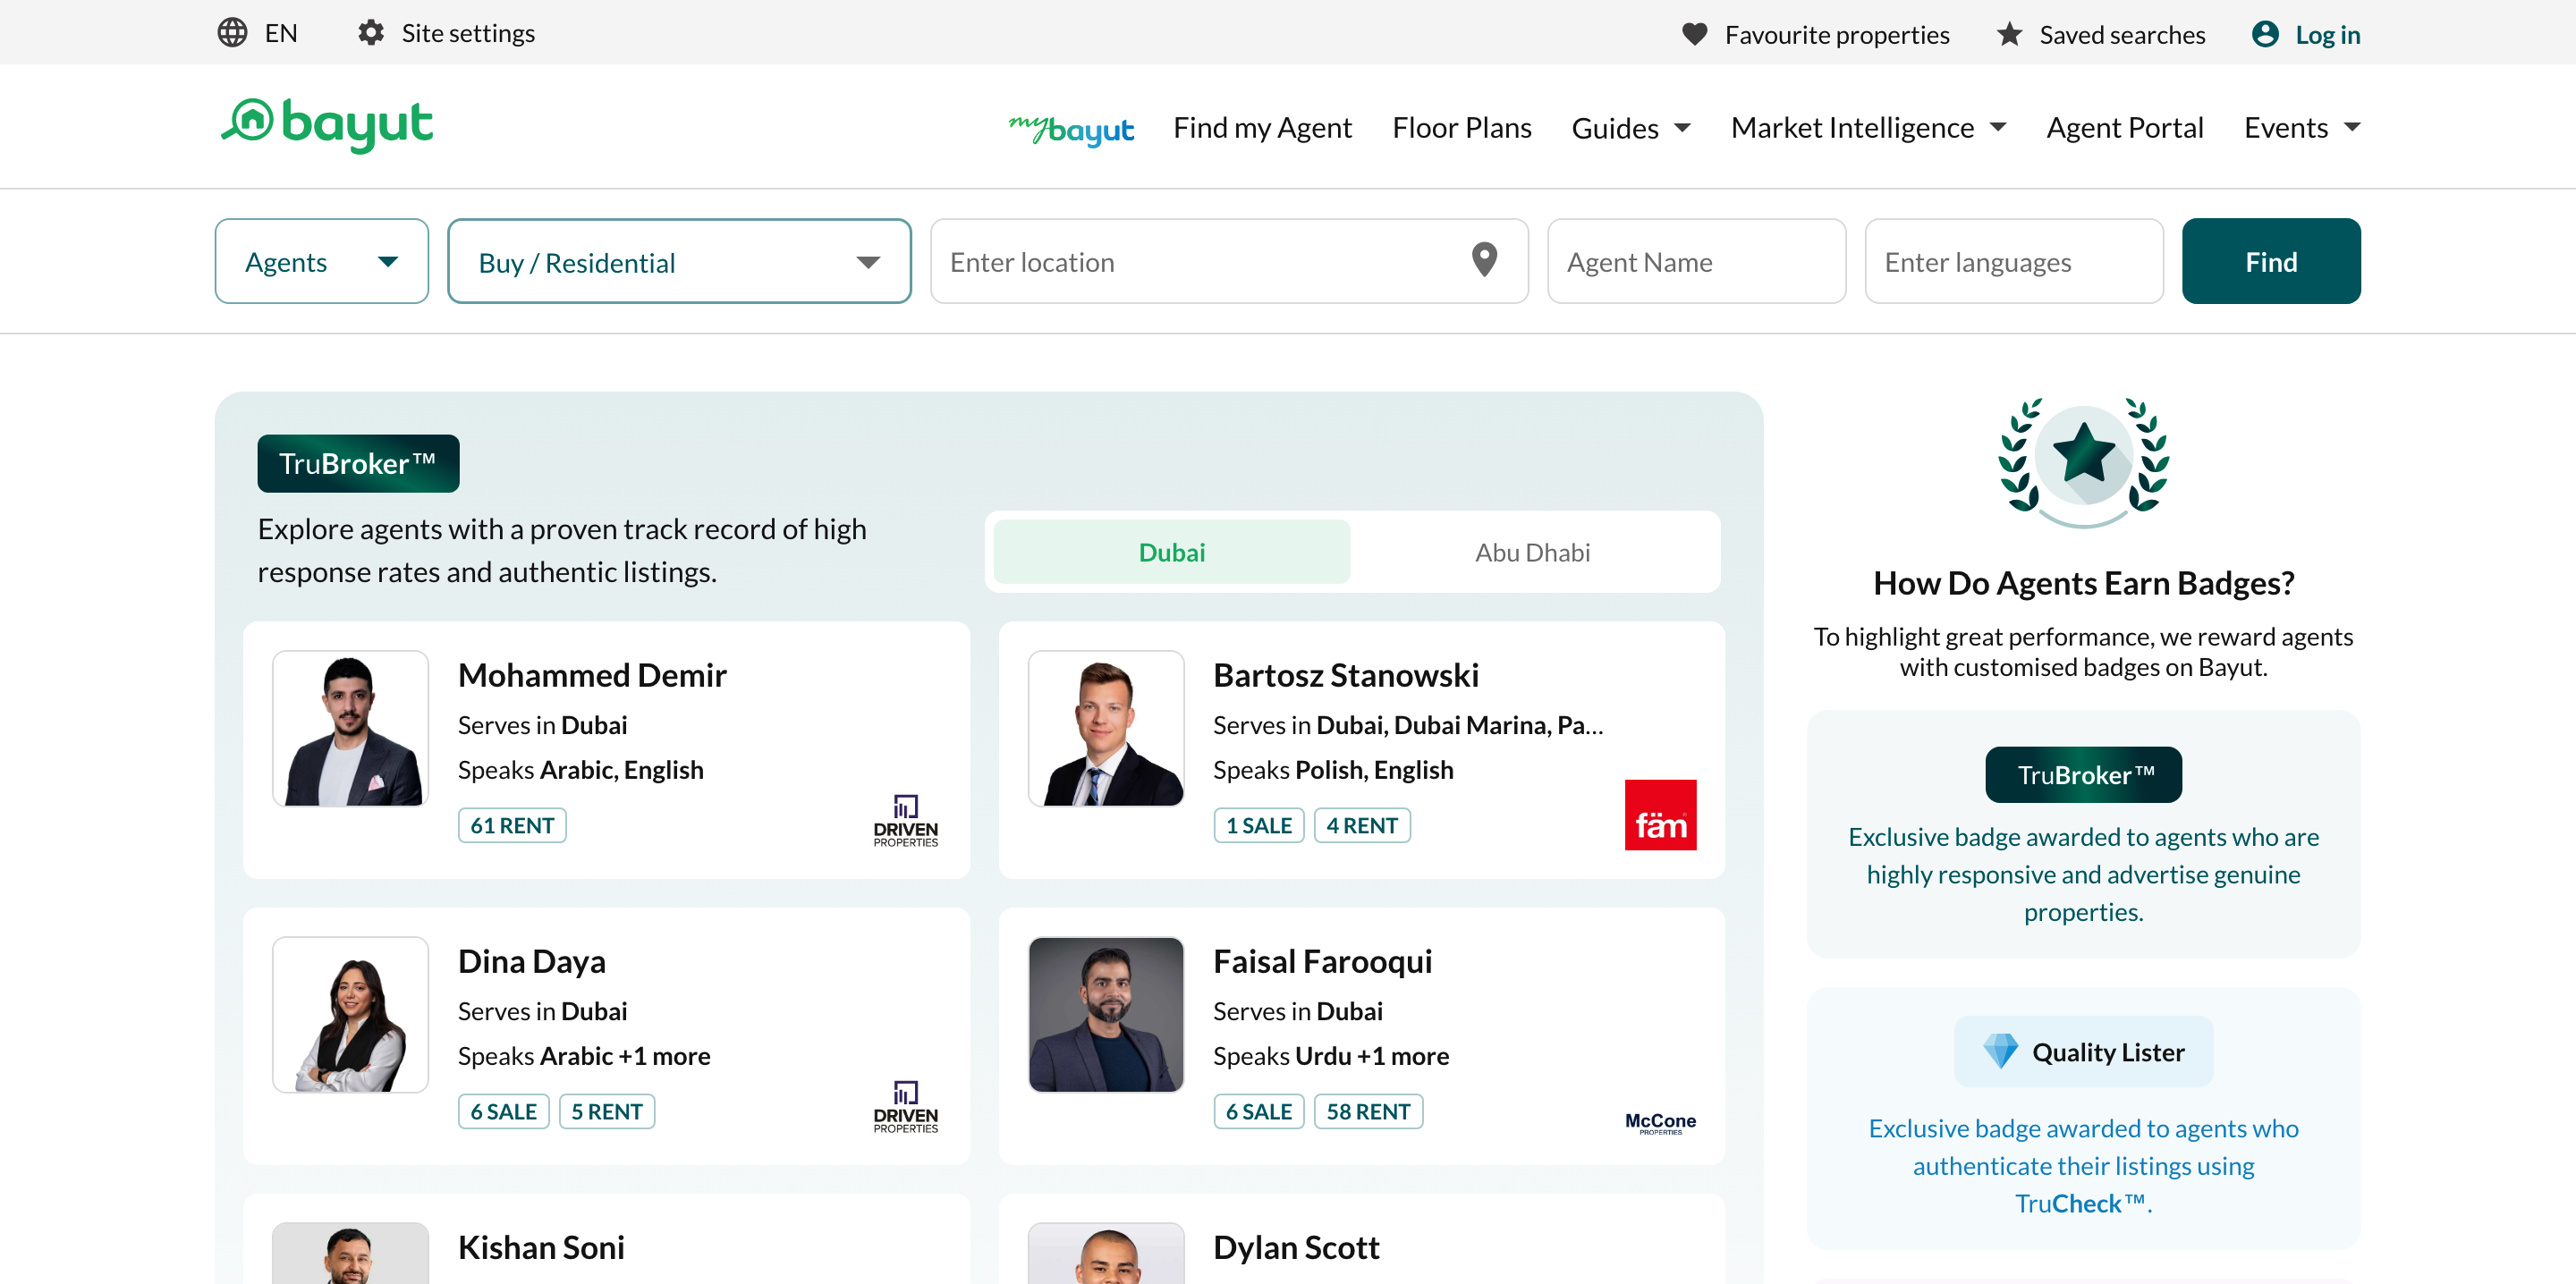 EN
Site settings
Favourite properties
Saved searches
Log in
bayut
mybayut
Find my Agent
Floor Plans
Guides
Market Intelligence
Agent Portal
Events
Agents
Buy / Residential
Enter location
Agent Name
Enter languages
Find
TruBroker™
Explore agents with a proven track record of high
response rates and authentic listings.
Dubai
Abu Dhabi
Mohammed Demir
Serves in Dubai
Speaks Arabic, English
61 RENT
DRIVEN
PROPERTIES
Bartosz Stanowski
Serves in Dubai, Dubai Marina, Pa...
Speaks Polish, English
1 SALE
4 RENT
fäm
Dina Daya
Serves in Dubai
Speaks Arabic +1 more
6 SALE
5 RENT
DRIVEN
PROPERTIES
Faisal Farooqui
Serves in Dubai
Speaks Urdu +1 more
6 SALE
58 RENT
McCone
PROPERTIES
Kishan Soni
Dylan Scott
How Do Agents Earn Badges?
To highlight great performance, we reward agents
with customised badges on Bayut.
TruBroker™
Exclusive badge awarded to agents who are
highly responsive and advertise genuine
properties.
Quality Lister
Exclusive badge awarded to agents who
authenticate their listings using
TruCheck™.